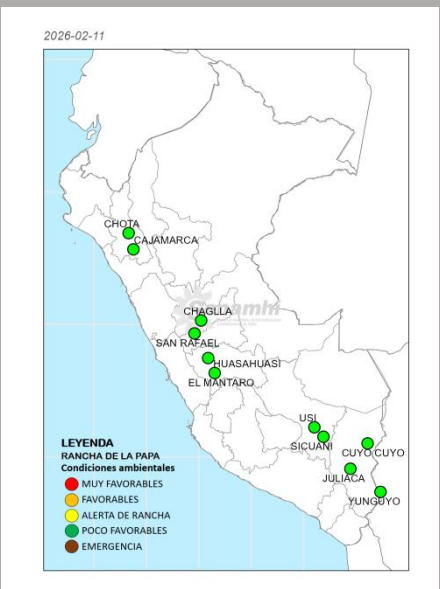 2026-02-11
CHOTA
CAJAMARCA
CHAGLLA
Senamhi
SAN RAFAEL
HUASAHUASI
EL MANTARO
USI
SICUANI
CUYO CUYO
JULIACA
YUNGUYO
LEYENDA
RANCHA DE LA PAPA
Condiciones ambientales
MUY FAVORABLES
FAVORABLES
ALERTA DE RANCHA
POCO FAVORABLES
EMERGENCIA